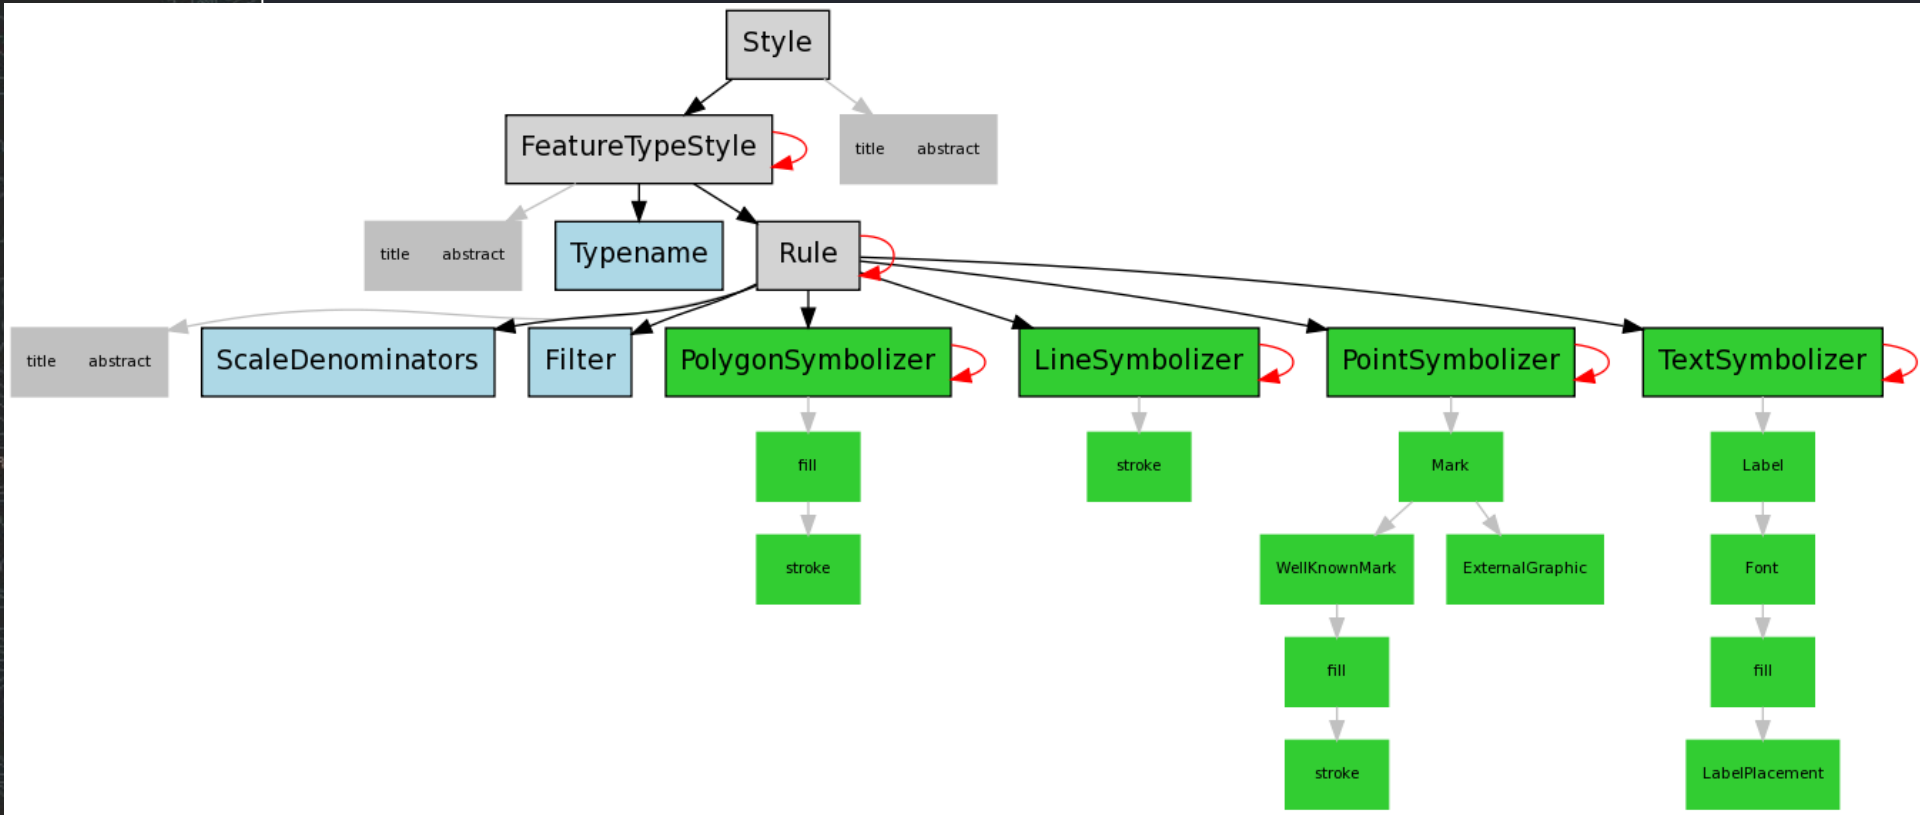 Style
FeatureTypeStyle
title abstract
title abstract
Typename
Rule
title abstract
ScaleDenominators
Filter
PolygonSymbolizer
LineSymbolizer
PointSymbolizer
TextSymbolizer
fill
stroke
Mark
Label
stroke
WellKnownMark
ExternalGraphic
Font
fill
fill
stroke
LabelPlacement